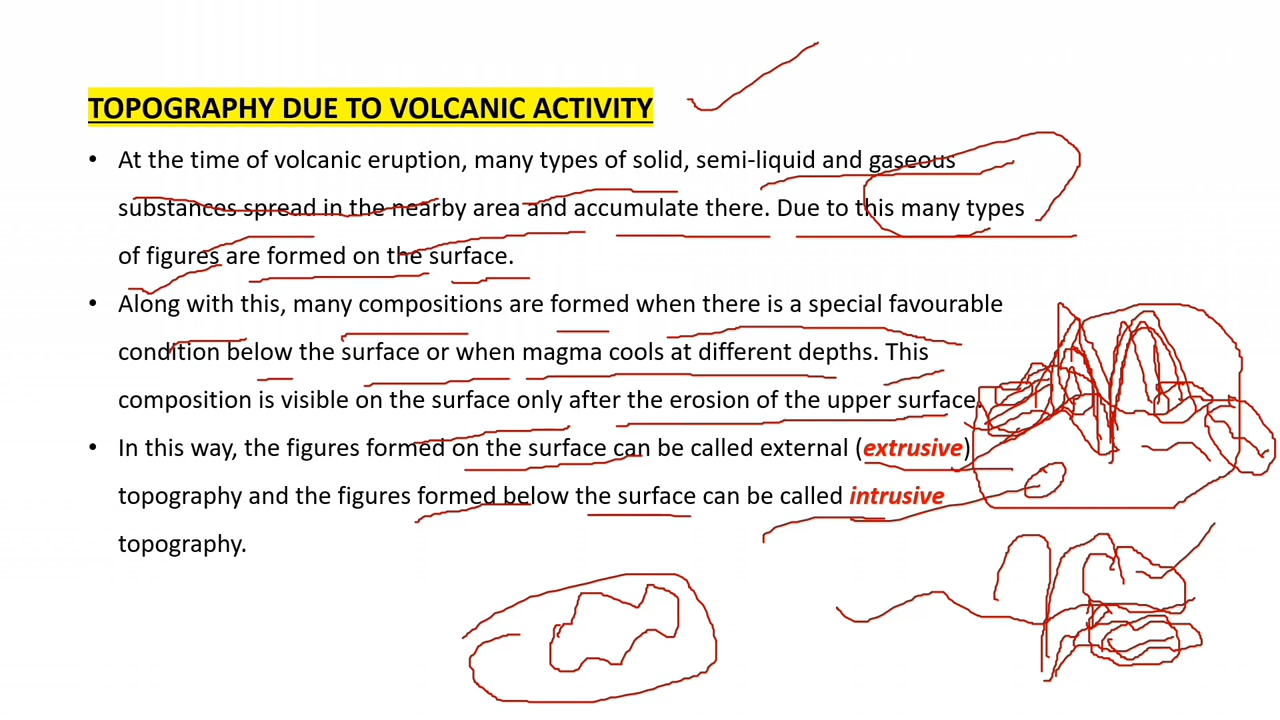 TOPOGRAPHY DUE TO VOLCANIC ACTIVITY
• At the time of volcanic eruption, many types of solid, semi-liquid and gaseous
substances spread in the nearby area and accumulate there. Due to this many types
of figures are formed on the surface.
• Along with this, many compositions are formed when there is a special favourable
condition below the surface or when magma cools at different depths. This
composition is visible on the surface only after the erosion of the upper surface.
• In this way, the figures formed on the surface can be called external (extrusive)
topography and the figures formed below the surface can be called intrusive
topography.